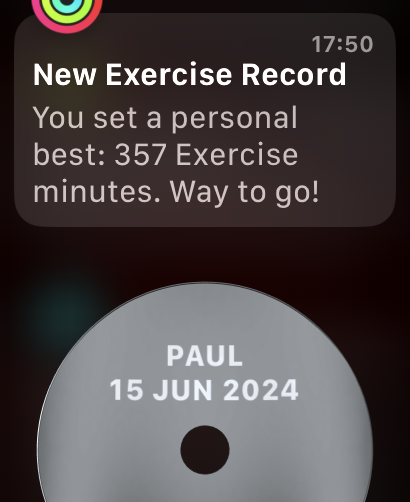 17:50
New Exercise Record
You set a personal
best: 357 Exercise
minutes. Way to go!
PAUL
15 JUN 2024